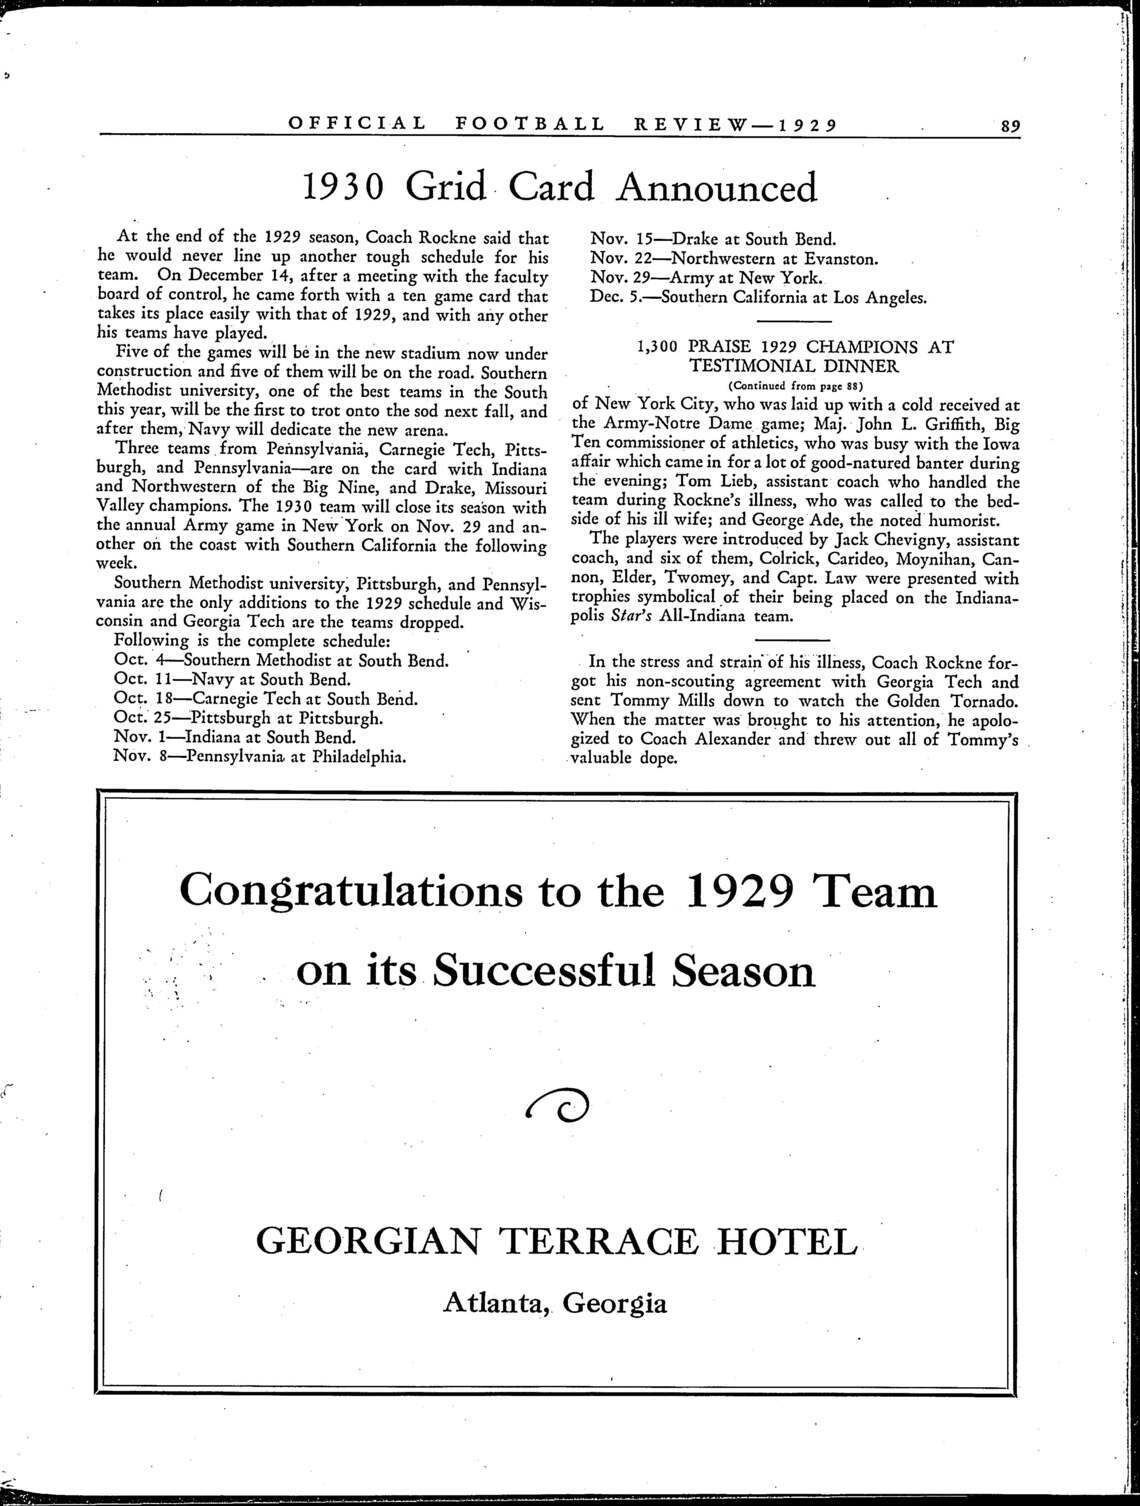 OFFICIAL FOOTBALL REVIEW—1929 89
1930 Grid Card Announced
At the end of the 1929 season, Coach Rockne said that
he would never line up another tough schedule for his
team. On December 14, after a meeting with the faculty
board of control, he came forth with a ten game card that
takes its place easily with that of 1929, and with any other
his teams have played.
Five of the games will be in the new stadium now under
construction and five of them will be on the road. Southern
Methodist university, one of the best teams in the South
this year, will be the first to trot onto the sod next fall, and
after them, Navy will dedicate the new arena.
Three teams from Pennsylvania, Carnegie Tech, Pitts-
burgh, and Pennsylvania—are on the card with Indiana
and Northwestern of the Big Nine, and Drake, Missouri
Valley champions. The 1930 team will close its season with
the annual Army game in New York on Nov. 29 and an-
other on the coast with Southern California the following
week.
Southern Methodist university, Pittsburgh, and Pennsyl-
vania are the only additions to the 1929 schedule and Wis-
consin and Georgia Tech are the teams dropped.
Following is the complete schedule:
Oct. 4—Southern Methodist at South Bend.
Oct. 11—Navy at South Bend.
Oct. 18—Carnegie Tech at South Bend.
Oct. 25—Pittsburgh at Pittsburgh.
Nov. 1—Indiana at South Bend.
Nov. 8—Pennsylvania at Philadelphia.
Nov. 15—Drake at South Bend.
Nov. 22—Northwestern at Evanston.
Nov. 29—Army at New York.
Dec. 5.—Southern California at Los Angeles.
1,300 PRAISE 1929 CHAMPIONS AT
TESTIMONIAL DINNER
(Continued from page 88)
of New York City, who was laid up with a cold received at
the Army-Notre Dame game; Maj. John L. Griffith, Big
Ten commissioner of athletics, who was busy with the Iowa
affair which came in for a lot of good-natured banter during
the evening; Tom Lieb, assistant coach who handled the
team during Rockne's illness, who was called to the bed-
side of his ill wife; and George Ade, the noted humorist.
The players were introduced by Jack Chevigny, assistant
coach, and six of them, Colrick, Carideo, Moynihan, Can-
non, Elder, Twomey, and Capt. Law were presented with
trophies symbolical of their being placed on the Indiana-
polis Star's All-Indiana team.
In the stress and strain of his illness, Coach Rockne for-
got his non-scouting agreement with Georgia Tech and
sent Tommy Mills down to watch the Golden Tornado.
When the matter was brought to his attention, he apolo-
gized to Coach Alexander and threw out all of Tommy's
valuable dope.
Congratulations to the 1929 Team
on its Successful Season
GEORGIAN TERRACE HOTEL
Atlanta, Georgia